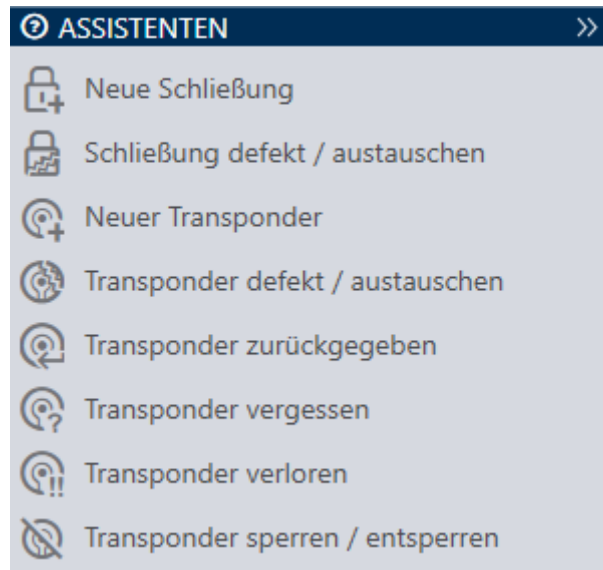 ASSISTENTEN
Neue Schließung
Schließung defekt / austauschen
Neuer Transponder
Transponder defekt / austauschen
Transponder zurückgegeben
Transponder vergessen
Transponder verloren
Transponder sperren / entsperren